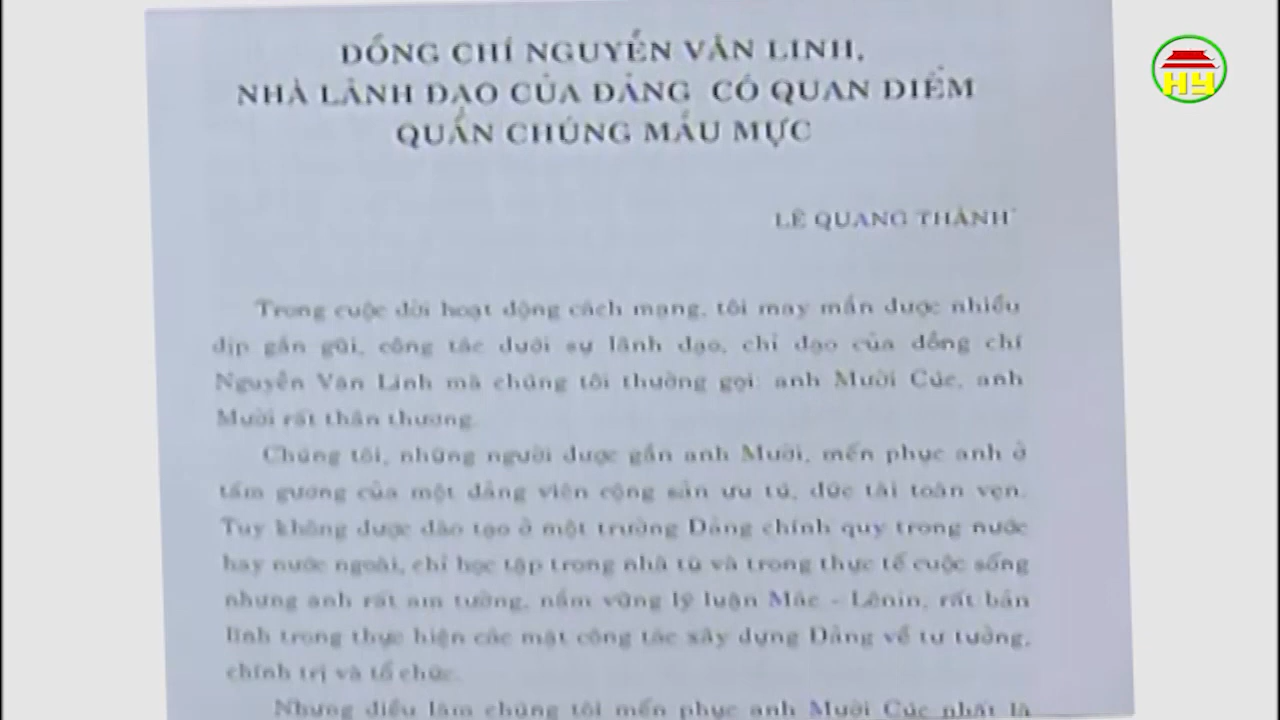 HY
ĐỒNG CHÍ NGUYỄN VĂN LINH,
NHÀ LÃNH ĐẠO CỦA ĐẢNG CÓ QUAN ĐIỂM
QUẦN CHÚNG MẪU MỰC
LÊ QUANG THÀNH*
Trong cuộc đời hoạt động cách mạng, tôi may mắn được nhiều
dịp gần gũi, công tác dưới sự lãnh đạo, chỉ đạo của đồng chí
Nguyễn Văn Linh mà chúng tôi thường gọi: anh Mười Cúc, anh
Mười rất thân thương.
Chúng tôi, những người được gần anh Mười, mến phục anh ở
tấm gương của một đảng viên cộng sản ưu tú, đức tài toàn vẹn.
Tuy không được đào tạo ở một trường Đảng chính quy trong nước
hay nước ngoài, chỉ học tập trong nhà tù và trong thực tế cuộc sống
nhưng anh rất am tường, nắm vững lý luận Mác - Lênin, rất bản
lĩnh trong thực hiện các mặt công tác xây dựng Đảng về tư tưởng,
chính trị và tổ chức.
Nhưng điều làm chúng tôi mến phục anh Mười Cúc nhất là